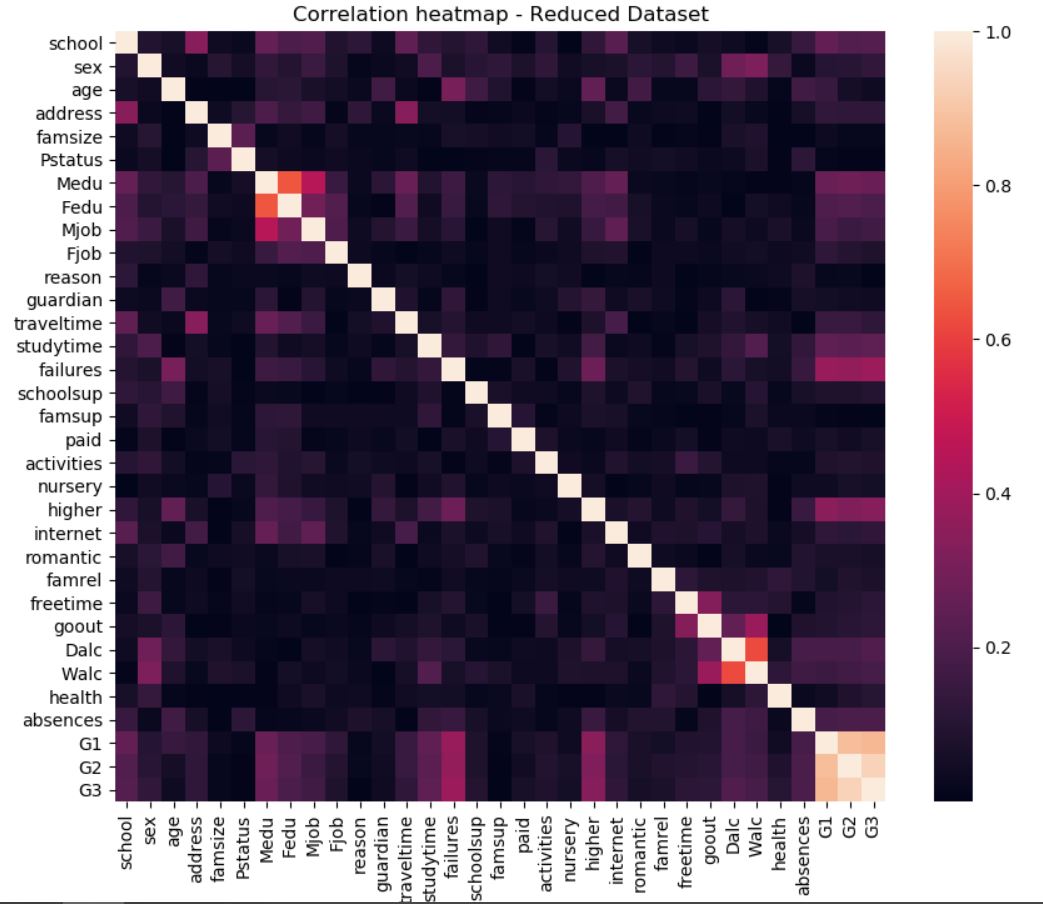 Correlation heatmap - Reduced Dataset
school
sex
age
address
famsize
Pstatus
Medu
Fedu
Mjob
Fjob
reason
guardian
traveltime
studytime
failures
schoolsup
famsup
paid
activities
nursery
higher
internet
romantic
famrel
freetime
goout
Dalc
Walc
health
absences
G1
G2
G3
school
sex
age
address
famsize
Pstatus
Medu
Fedu
Mjob
Fjob
reason
guardian
traveltime
studytime
failures
schoolsup
famsup
paid
activities
nursery
higher
internet
romantic
famrel
freetime
goout
Dalc
Walc
health
absences
G1
G2
G3
1.0
0.8
0.6
0.4
0.2